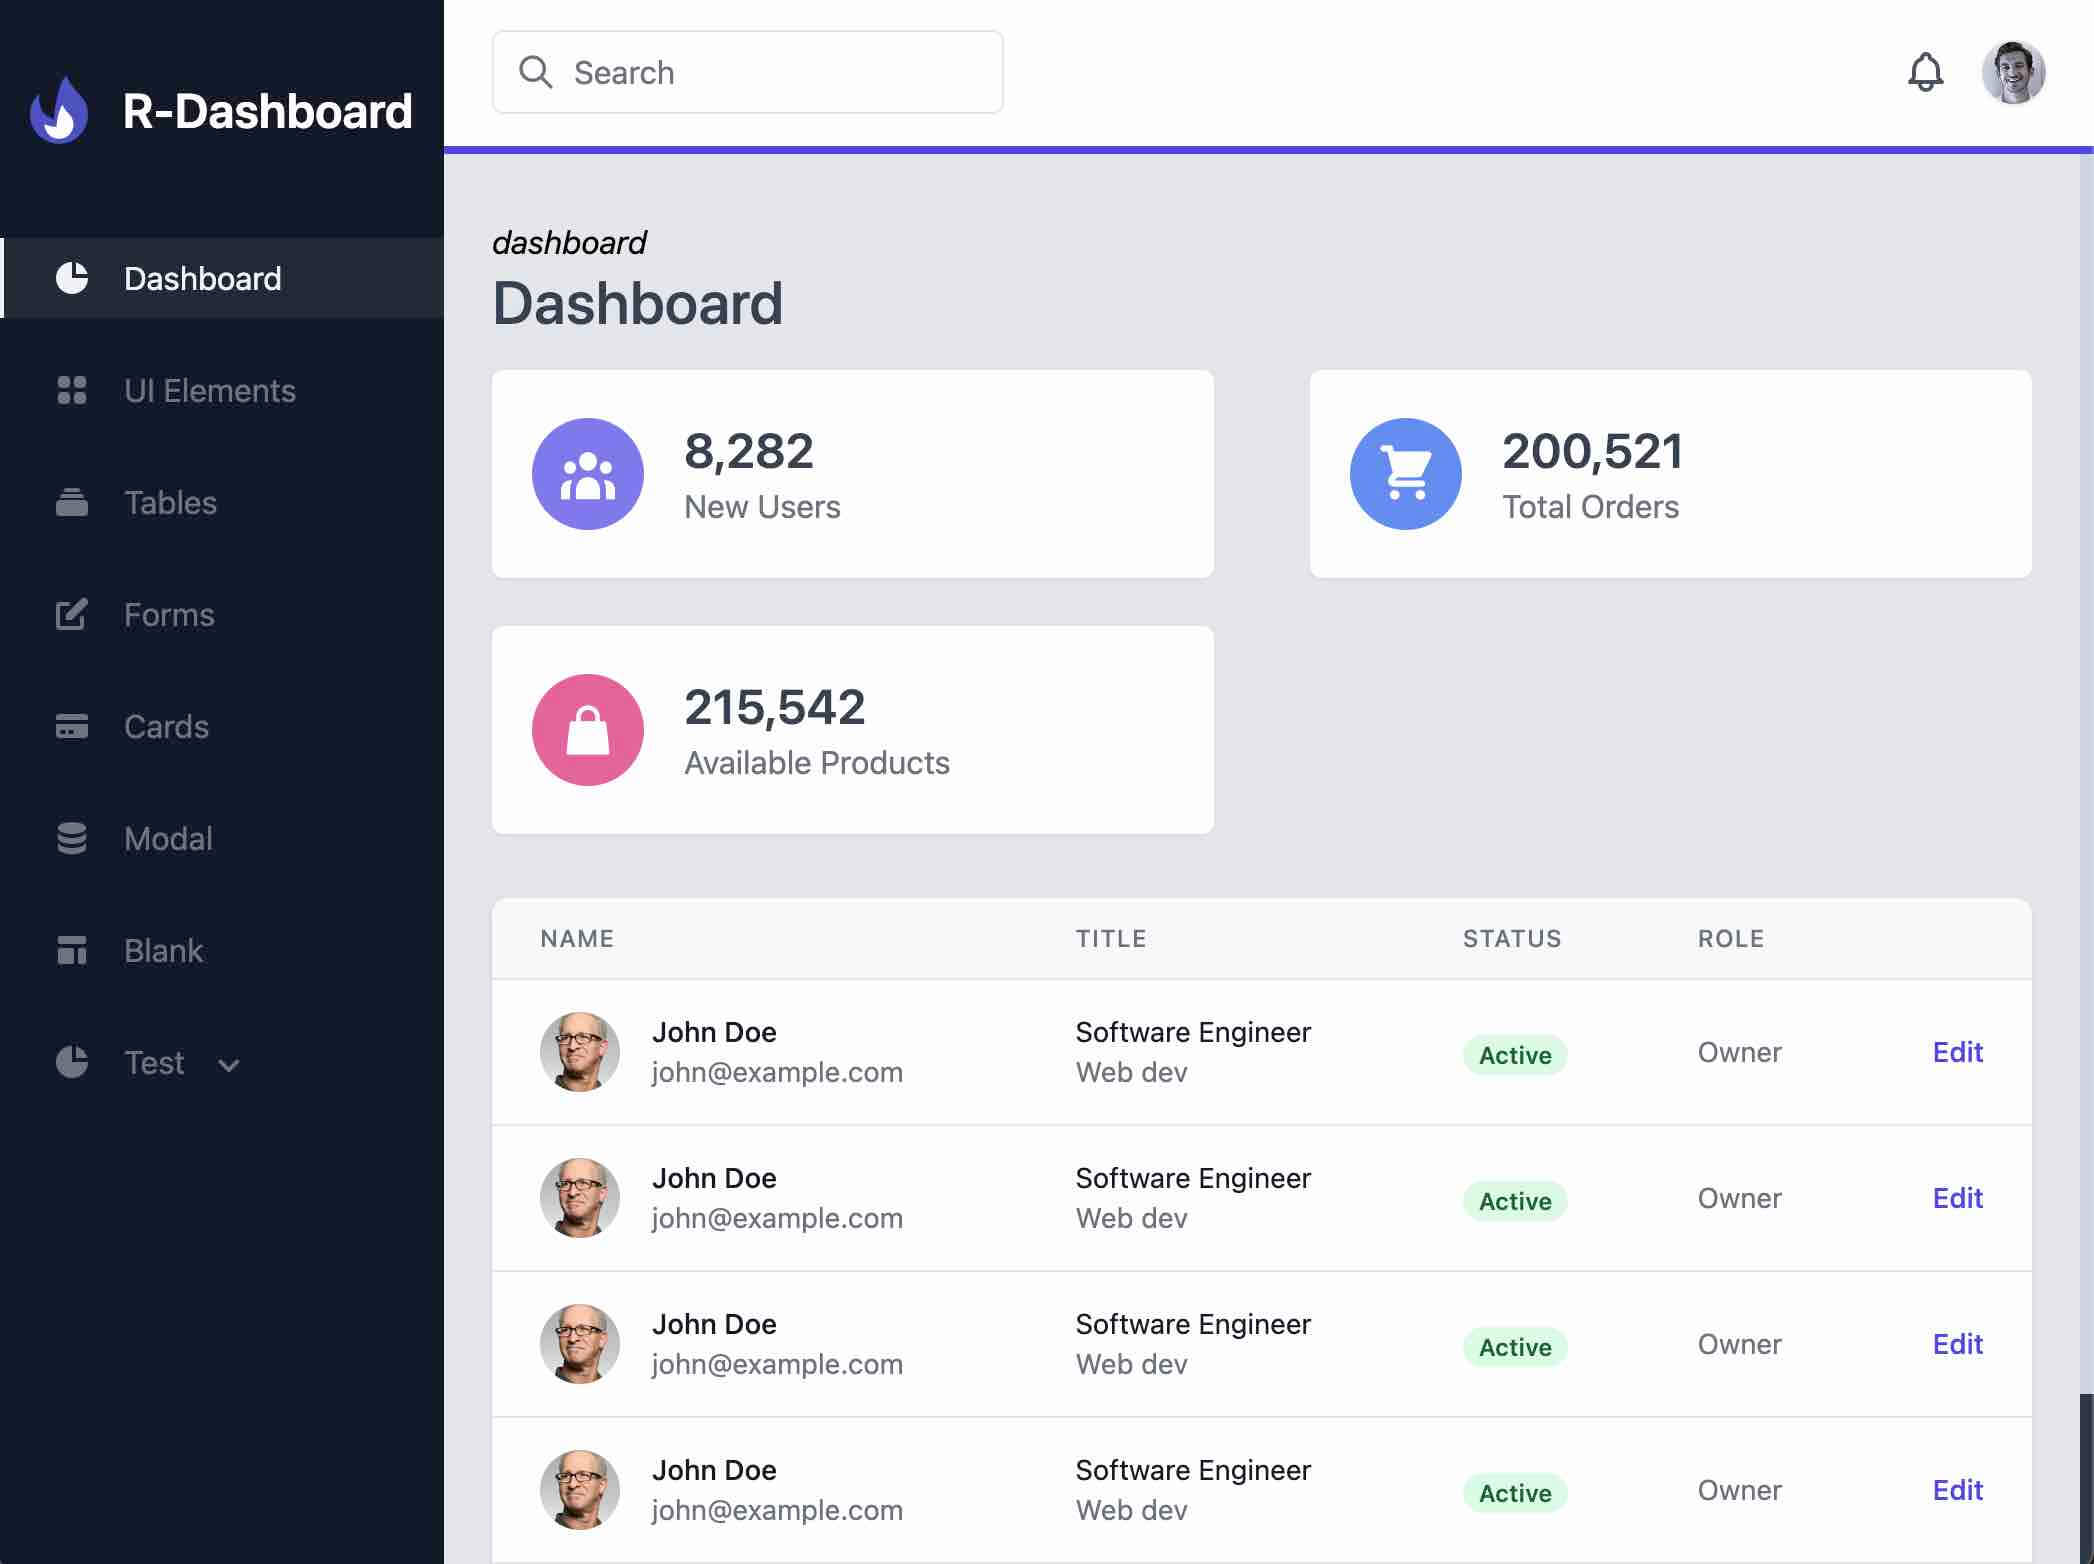 R-Dashboard
Dashboard
UI Elements
Tables
Forms
Cards
Modal
Blank
Test
Search
dashboard
Dashboard
8,282
New Users
200,521
Total Orders
215,542
Available Products
NAME TITLE STATUS ROLE
John Doe
john@example.com
Software Engineer
Web dev
Active
Owner
Edit
John Doe
john@example.com
Software Engineer
Web dev
Active
Owner
Edit
John Doe
john@example.com
Software Engineer
Web dev
Active
Owner
Edit
John Doe
john@example.com
Software Engineer
Web dev
Active
Owner
Edit